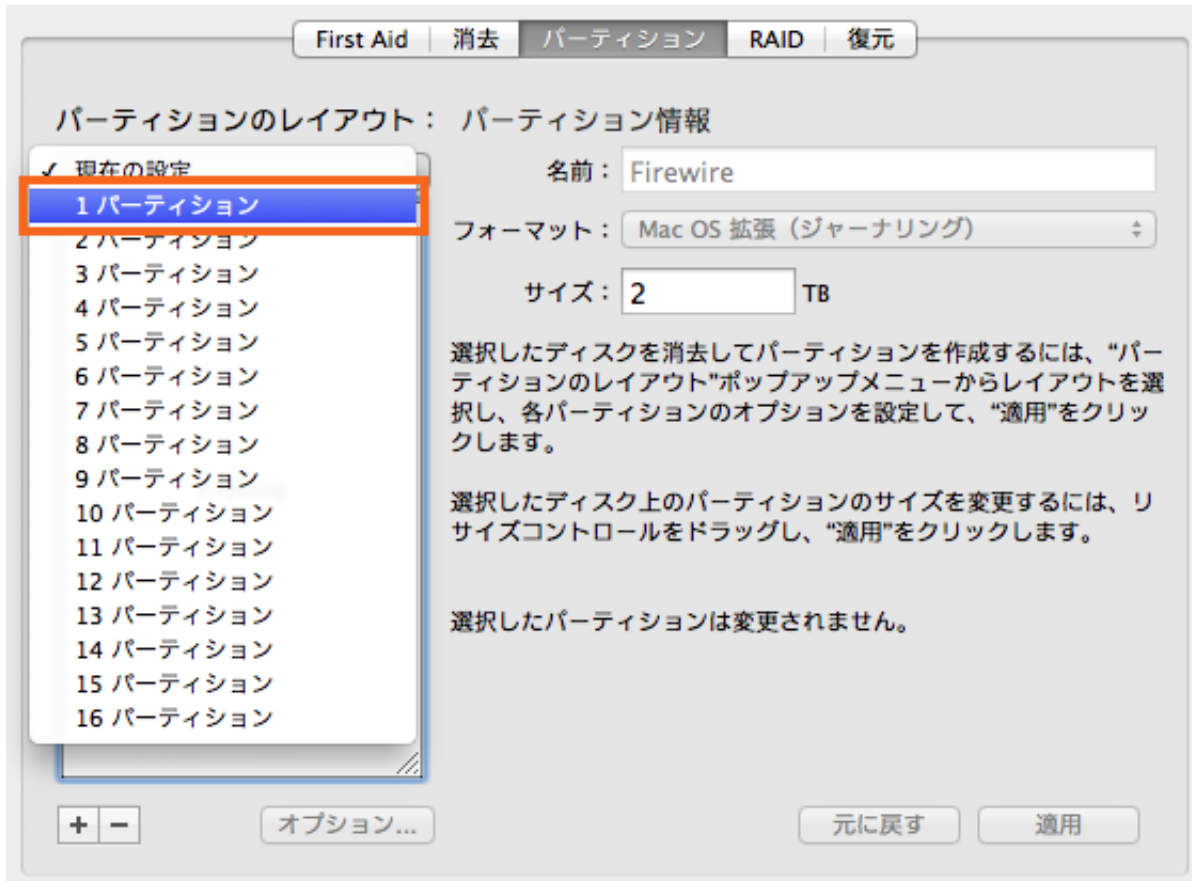 First Aid 消去 パーティション RAID 復元
パーティションのレイアウト： パーティション情報
✓ 現在の設定
1 パーティション
2 パーティション
3 パーティション
4 パーティション
5 パーティション
6 パーティション
7 パーティション
8 パーティション
9 パーティション
10 パーティション
11 パーティション
12 パーティション
13 パーティション
14 パーティション
15 パーティション
16 パーティション
名前： Firewire
フォーマット： Mac OS 拡張（ジャーナリング）
サイズ： 2 TB
選択したディスクを消去してパーティションを作成するには、“パー
ティションのレイアウト”ポップアップメニューからレイアウトを選
択し、各パーティションのオプションを設定して、“適用”をクリッ
クします。
選択したディスク上のパーティションのサイズを変更するには、リ
サイズコントロールをドラッグし、“適用”をクリックします。
選択したパーティションは変更されません。
+ − オプション... 元に戻す 適用